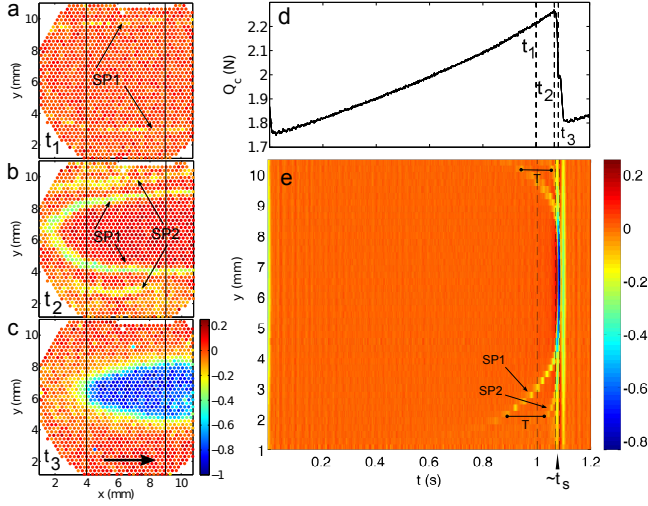 a
10
8
6
4
2
y (mm)
SP1
t1
b
10
8
6
4
2
y (mm)
SP1
SP2
t2
c
10
8
6
4
2
y (mm)
t3
0 2 4 6 8 10
x (mm)
0.2
0
−0.2
−0.4
−0.6
−0.8
−1
d
2.2
2.1
2
1.9
1.8
1.7
Qc (N)
t1
t2
t3
e
10
9
8
7
6
5
4
3
2
1
y (mm)
T
SP1
SP2
T
0.2 0.4 0.6 0.8 1 1.2
t (s)
~ts
0.2
0
-0.2
-0.4
-0.6
-0.8